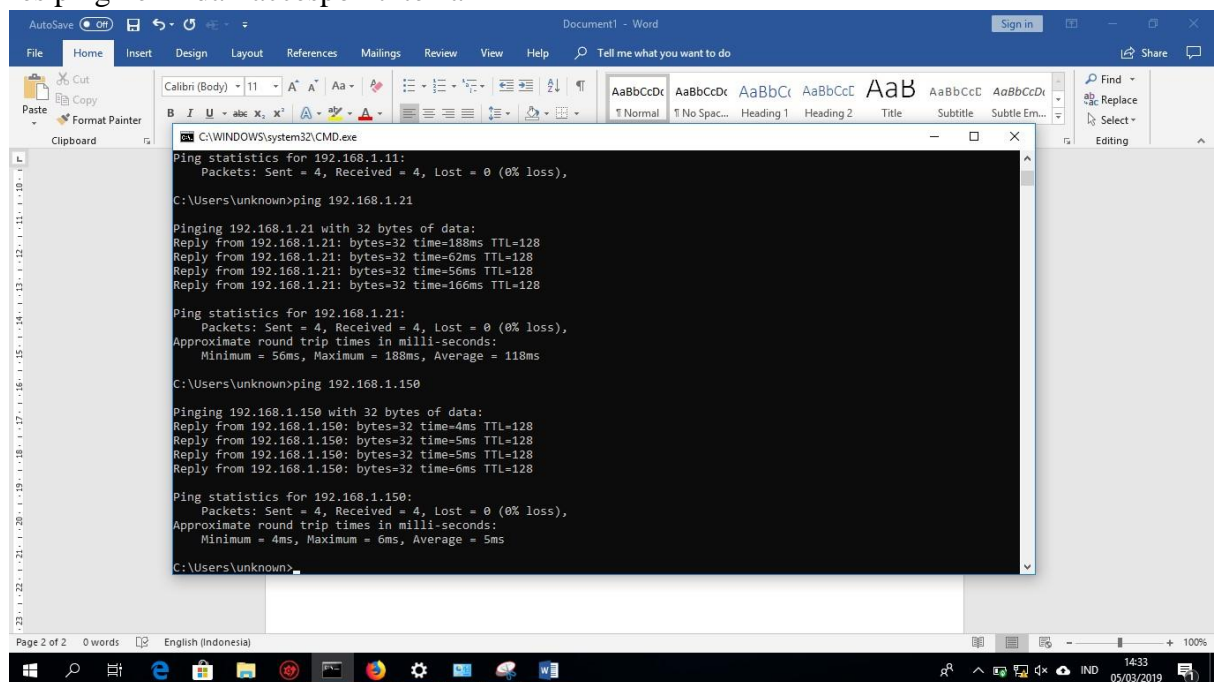 AutoSave Off
Document1 - Word
Sign in
File Home Insert Design Layout References Mailings Review View Help Tell me what you want to do
Share
Cut
Copy
Paste
Format Painter
Clipboard
Calibri (Body) 11
AaBbCcDc AaBbCcDc AaBbC( AaBbCcE AaB AaBbCcE AaBbCcDc
¶ Normal ¶ No Spac... Heading 1 Heading 2 Title Subtitle Subtle Em...
Find
Replace
Select
Editing
C:\WINDOWS\system32\CMD.exe
Ping statistics for 192.168.1.11:
Packets: Sent = 4, Received = 4, Lost = 0 (0% loss),
C:\Users\unknown>ping 192.168.1.21
Pinging 192.168.1.21 with 32 bytes of data:
Reply from 192.168.1.21: bytes=32 time=188ms TTL=128
Reply from 192.168.1.21: bytes=32 time=62ms TTL=128
Reply from 192.168.1.21: bytes=32 time=56ms TTL=128
Reply from 192.168.1.21: bytes=32 time=166ms TTL=128
Ping statistics for 192.168.1.21:
Packets: Sent = 4, Received = 4, Lost = 0 (0% loss),
Approximate round trip times in milli-seconds:
Minimum = 56ms, Maximum = 188ms, Average = 118ms
C:\Users\unknown>ping 192.168.1.150
Pinging 192.168.1.150 with 32 bytes of data:
Reply from 192.168.1.150: bytes=32 time=4ms TTL=128
Reply from 192.168.1.150: bytes=32 time=5ms TTL=128
Reply from 192.168.1.150: bytes=32 time=5ms TTL=128
Reply from 192.168.1.150: bytes=32 time=6ms TTL=128
Ping statistics for 192.168.1.150:
Packets: Sent = 4, Received = 4, Lost = 0 (0% loss),
Approximate round trip times in milli-seconds:
Minimum = 4ms, Maximum = 6ms, Average = 5ms
C:\Users\unknown>
Page 2 of 2 0 words English (Indonesia)
100%
IND
14:33
05/03/2019